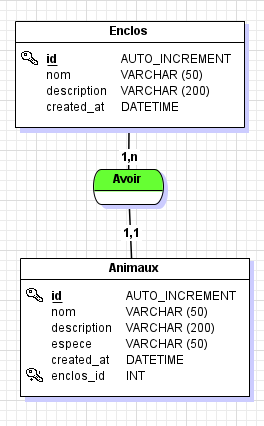 Enclos
id AUTO_INCREMENT
nom VARCHAR (50)
description VARCHAR (200)
created_at DATETIME
1,n
Avoir
1,1
Animaux
id AUTO_INCREMENT
nom VARCHAR (50)
description VARCHAR (200)
espece VARCHAR (50)
created_at DATETIME
enclos_id INT